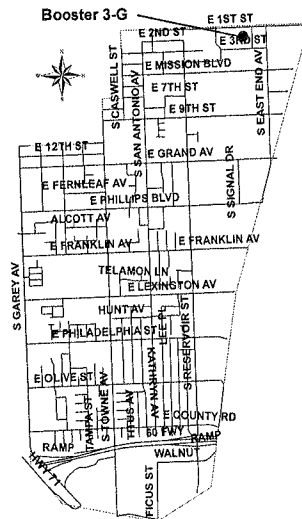 Booster 3-G
E 1ST ST
E 2ND ST
E 3RD ST
E MISSION BLVD
S CASWELL ST
S SAN ANTONIO AV
S EAST END AV
E 7TH ST
E 9TH ST
E 12TH ST
E GRAND AV
E FERNLEAF AV
S SIGNAL DR
E PHILLIPS BLVD
ALCOTT AV
E FRANKLIN AV
E FRANKLIN AV
S GAREY AV
TELAMON LN
E LEXINGTON AV
HUNT AV
S RESERVOIR ST
LEE PL
E PHILADELPHIA ST
KATHRYN AV
E OLIVE ST
TAMPA ST
S TOWNE AV
TITUS AV
E COUNTY RD
60 FWY
RAMP
RAMP
WALNUT
HWY 71
FICUS ST